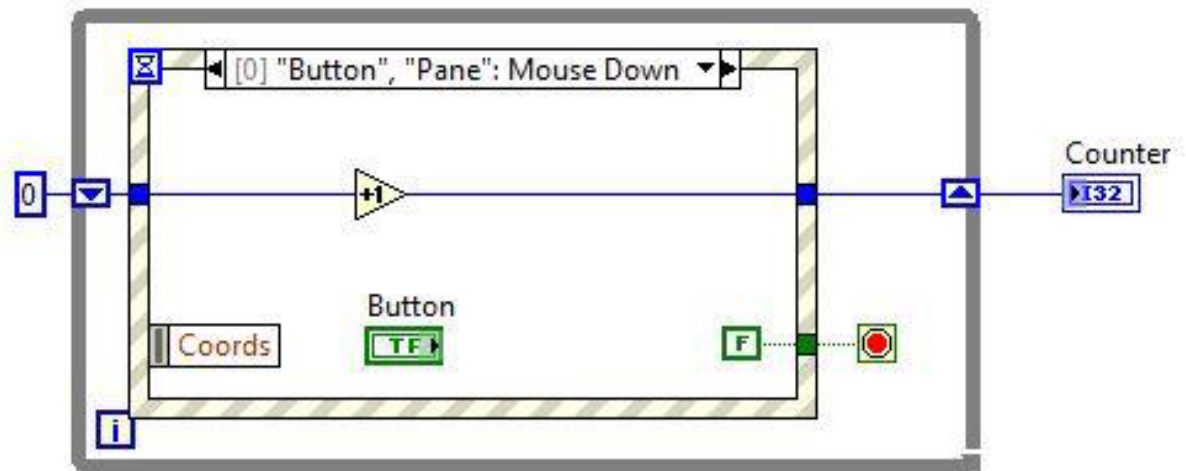 [0] "Button", "Pane": Mouse Down
Counter
0
+1
I32
Button
Coords
TF
F
i